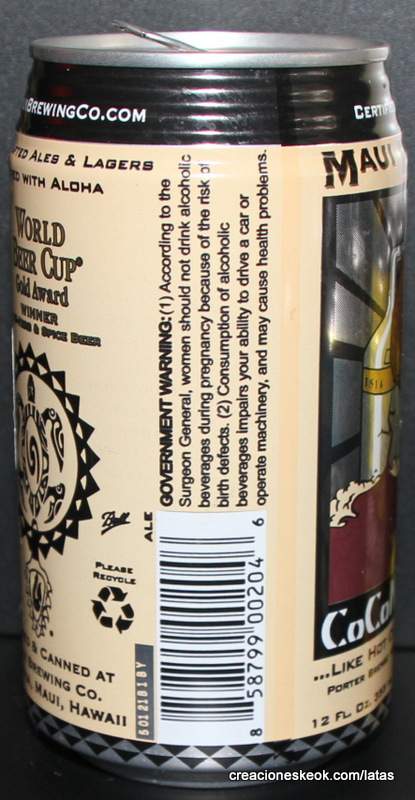 BREWINGCO.COM
ALES & LAGERS
WITH ALOHA
WORLD
BEER CUP®
Gold Award
WINNER
& SPICE BEER
PLEASE
RECYCLE
& CANNED AT
BREWING CO.
MAUI, HAWAII
ALE
GOVERNMENT WARNING: (1) According to the
Surgeon General, women should not drink alcoholic
beverages during pregnancy because of the risk of
birth defects. (2) Consumption of alcoholic
beverages impairs your ability to drive a car or
operate machinery, and may cause health problems.
8 58799 00204 6
MAUI
1516
...LIKE HOT
PORTER
12 FL. OZ.
creacioneskeok.com/latas